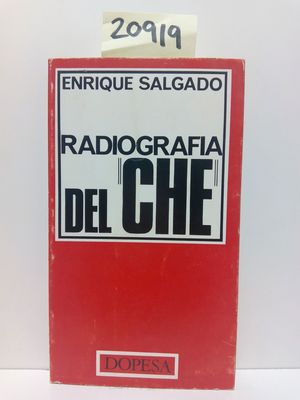 20919
ENRIQUE SALGADO
RADIOGRAFIA
DEL "CHE"
DOPESA